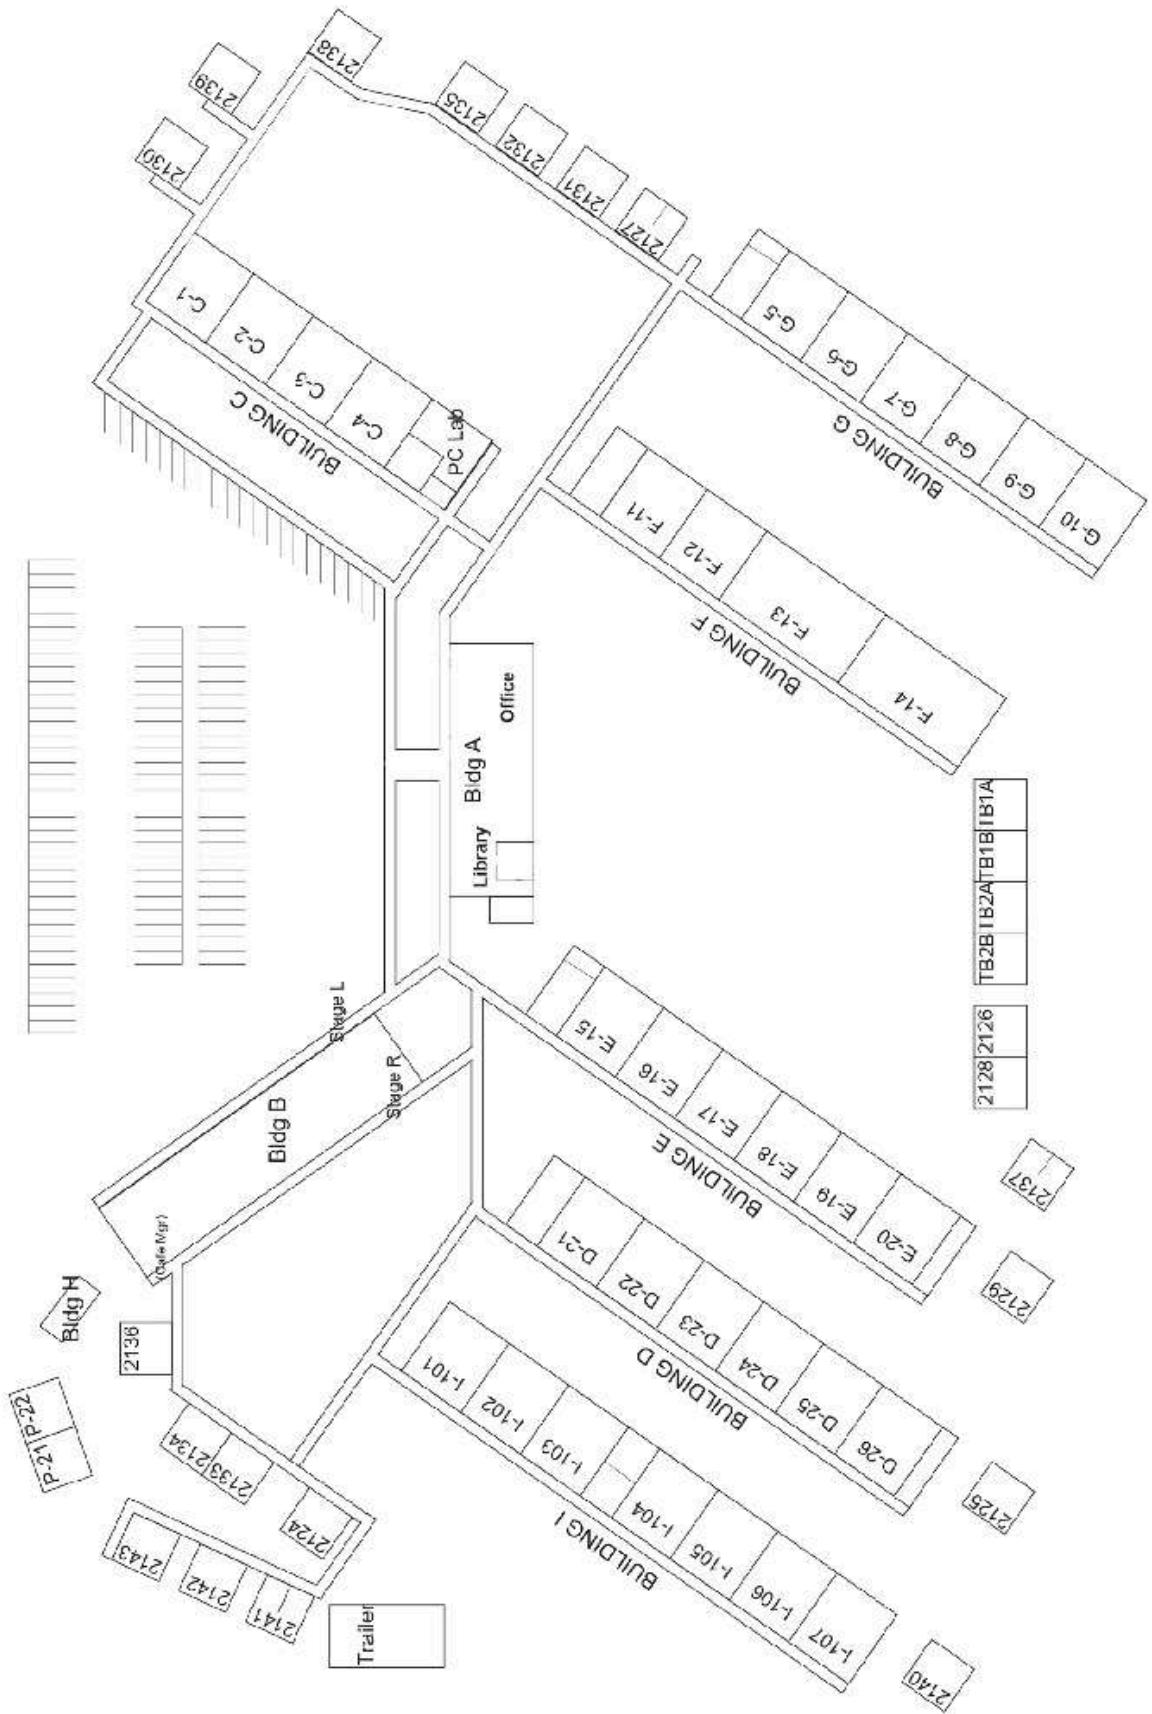 2138
2139
2130
2135
2132
2131
2127
C-1
C-2
C-3
C-4
PC Lab
BUILDING C
G-5
G-6
G-7
G-8
G-9
G-10
BUILDING G
F-11
F-12
F-13
F-14
BUILDING F
Office
Bldg A
Library
TB1A
TB1B
TB2A
TB2B
2126
2128
2137
2129
2125
2140
Stage L
Stage R
Bldg B
(Cafe Mgr)
Bldg H
2136
P-22
P-21
E-15
E-16
E-17
E-18
E-19
E-20
BUILDING E
D-21
D-22
D-23
D-24
D-25
D-26
BUILDING D
I-101
I-102
I-103
I-104
I-105
I-106
I-107
BUILDING I
2134
2133
2124
2143
2142
2141
Trailer